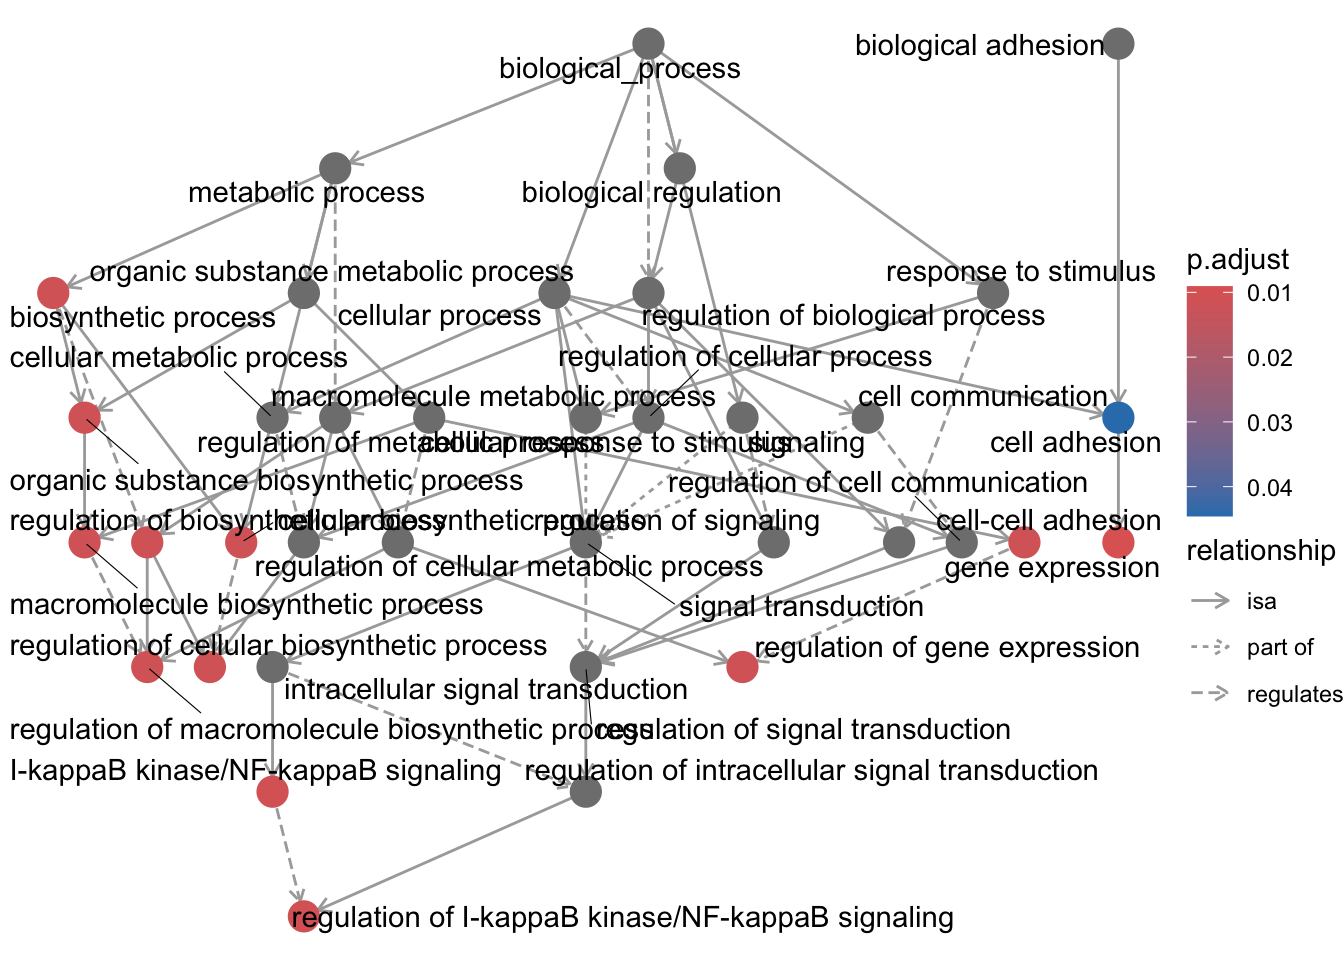 biological adhesion
biological_process
metabolic process
biological regulation
organic substance metabolic process
response to stimulus
p.adjust
0.01
biosynthetic process
cellular process
regulation of biological process
cellular metabolic process
regulation of cellular process
0.02
macromolecule metabolic process
cell communication
0.03
regulation of metabolic process
cellular response to stimulus
signaling
cell adhesion
organic substance biosynthetic process
regulation of cell communication
0.04
regulation of biosynthetic process
cellular biosynthetic process
regulation of signaling
cell-cell adhesion
relationship
regulation of cellular metabolic process
gene expression
macromolecule biosynthetic process
signal transduction
isa
regulation of cellular biosynthetic process
regulation of gene expression
part of
intracellular signal transduction
regulates
regulation of macromolecule biosynthetic process
regulation of signal transduction
I-kappaB kinase/NF-kappaB signaling
regulation of intracellular signal transduction
regulation of I-kappaB kinase/NF-kappaB signaling